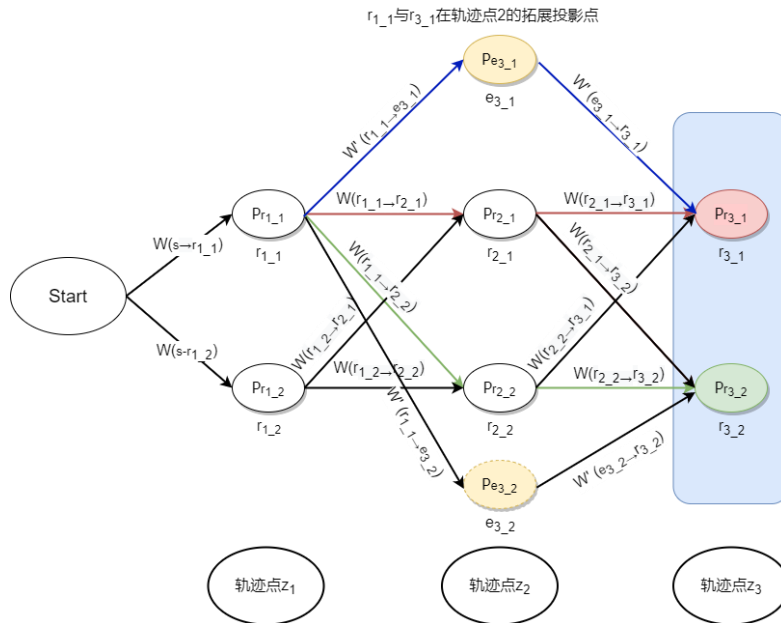 r1_1与r3_1在轨迹点2的拓展投影点
Pe3_1
e3_1
W' (r1_1→e3_1)
W' (e3_1→r3_1)
Pr1_1
r1_1
W(r1_1→r2_1)
Pr2_1
r2_1
W(r2_1→r3_1)
Pr3_1
r3_1
W(s→r1_1)
W(r1_1→r2_2)
W(r2_1→r3_2)
Start
W(s-r1_2)
W(r1_2→r2_1)
W(r2_2→r3_1)
Pr1_2
r1_2
W(r1_2→r2_2)
Pr2_2
r2_2
W(r2_2→r3_2)
Pr3_2
r3_2
W' (r1_1→e3_2)
W' (e3_2→r3_2)
Pe3_2
e3_2
轨迹点z1
轨迹点z2
轨迹点z3